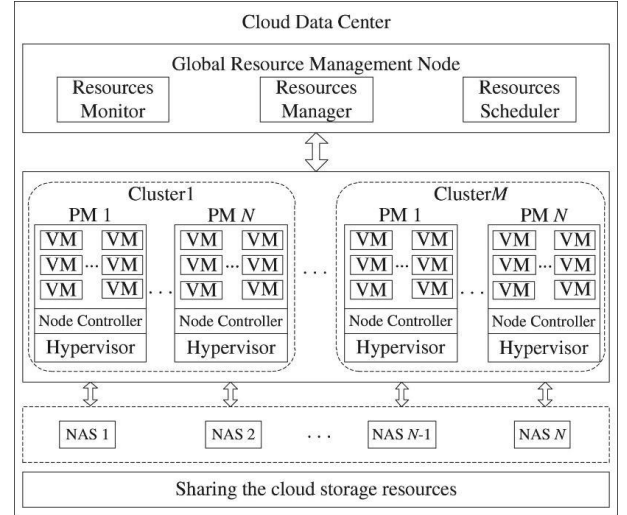 Cloud Data Center
Global Resource Management Node
Resources Monitor
Resources Manager
Resources Scheduler
Cluster1
ClusterM
PM 1
PM N
PM 1
PM N
VM VM VM VM VM VM VM VM
VM ... VM VM ... VM ... VM ... VM VM ... VM
VM VM ... VM VM VM VM ... VM VM
Node Controller Node Controller Node Controller Node Controller
Hypervisor Hypervisor Hypervisor Hypervisor
NAS 1 NAS 2 ... NAS N-1 NAS N
Sharing the cloud storage resources